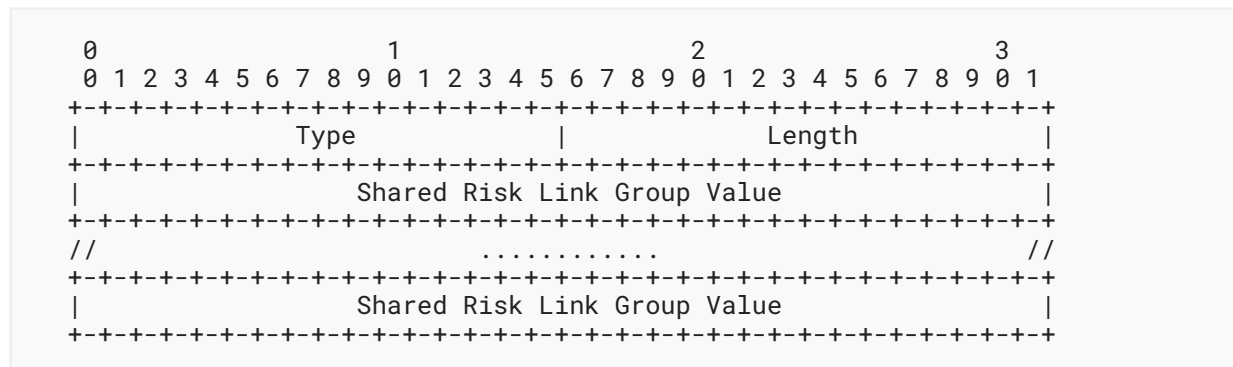 0                   1                   2                   3
 0 1 2 3 4 5 6 7 8 9 0 1 2 3 4 5 6 7 8 9 0 1 2 3 4 5 6 7 8 9 0 1
+-+-+-+-+-+-+-+-+-+-+-+-+-+-+-+-+-+-+-+-+-+-+-+-+-+-+-+-+-+-+-+-+
|              Type             |             Length            |
+-+-+-+-+-+-+-+-+-+-+-+-+-+-+-+-+-+-+-+-+-+-+-+-+-+-+-+-+-+-+-+-+
|                  Shared Risk Link Group Value                 |
+-+-+-+-+-+-+-+-+-+-+-+-+-+-+-+-+-+-+-+-+-+-+-+-+-+-+-+-+-+-+-+-+
//                         ............                        //
+-+-+-+-+-+-+-+-+-+-+-+-+-+-+-+-+-+-+-+-+-+-+-+-+-+-+-+-+-+-+-+-+
|                  Shared Risk Link Group Value                 |
+-+-+-+-+-+-+-+-+-+-+-+-+-+-+-+-+-+-+-+-+-+-+-+-+-+-+-+-+-+-+-+-+